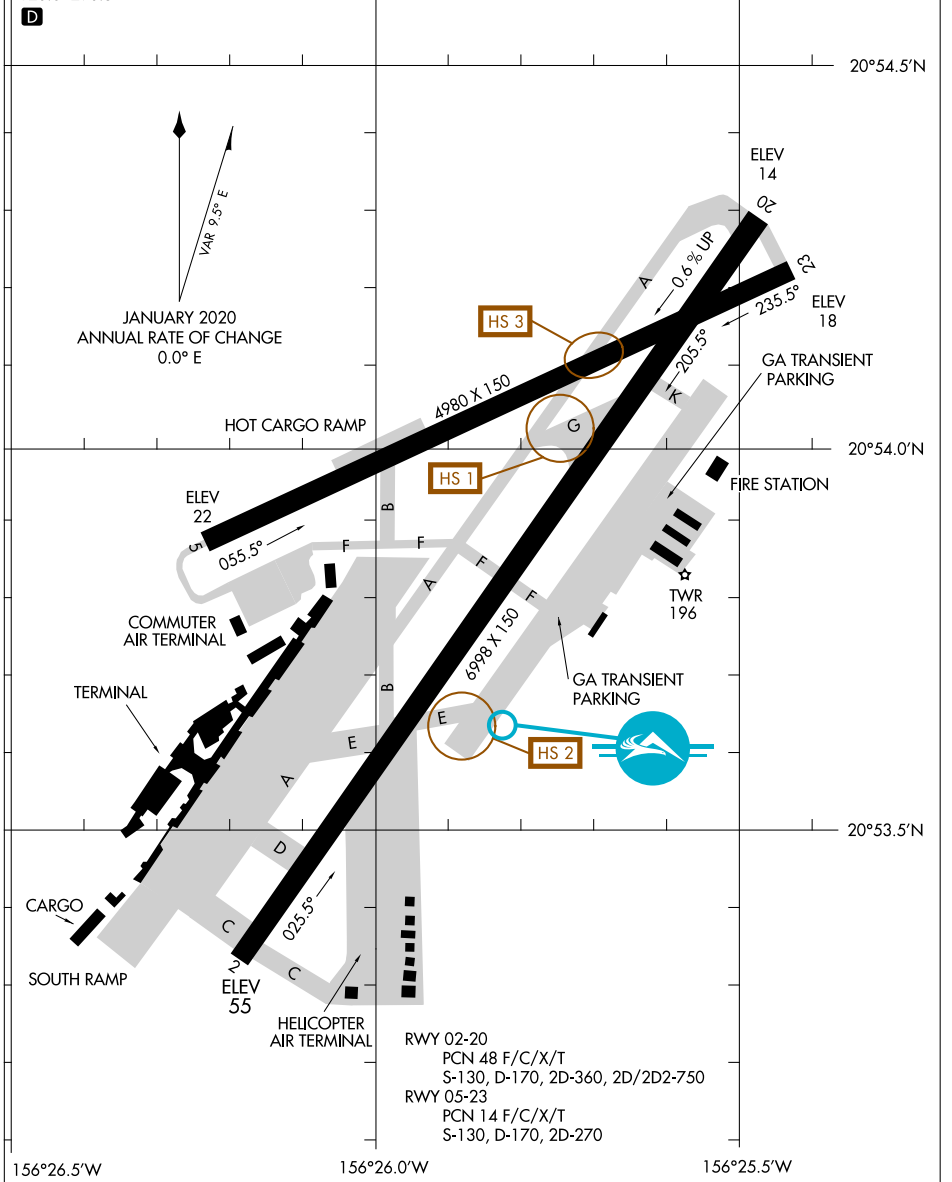 D
20°54.5'N
ELEV
14
20
VAR 9.5° E
A
0.6 % UP
23
235.5°
ELEV
18
JANUARY 2020
ANNUAL RATE OF CHANGE
0.0° E
HS 3
205.5°
GA TRANSIENT
PARKING
4980 X 150
K
HOT CARGO RAMP
G
20°54.0'N
HS 1
FIRE STATION
ELEV
22
B
5
055.5°
F
F
F
F
A
TWR
196
COMMUTER
AIR TERMINAL
6998 X 150
TERMINAL
B
GA TRANSIENT
PARKING
E
E
HS 2
A
20°53.5'N
D
CARGO
C
025.5°
2
C
SOUTH RAMP
ELEV
55
HELICOPTER
AIR TERMINAL
RWY 02-20
PCN 48 F/C/X/T
S-130, D-170, 2D-360, 2D/2D2-750
RWY 05-23
PCN 14 F/C/X/T
S-130, D-170, 2D-270
156°26.5'W
156°26.0'W
156°25.5'W